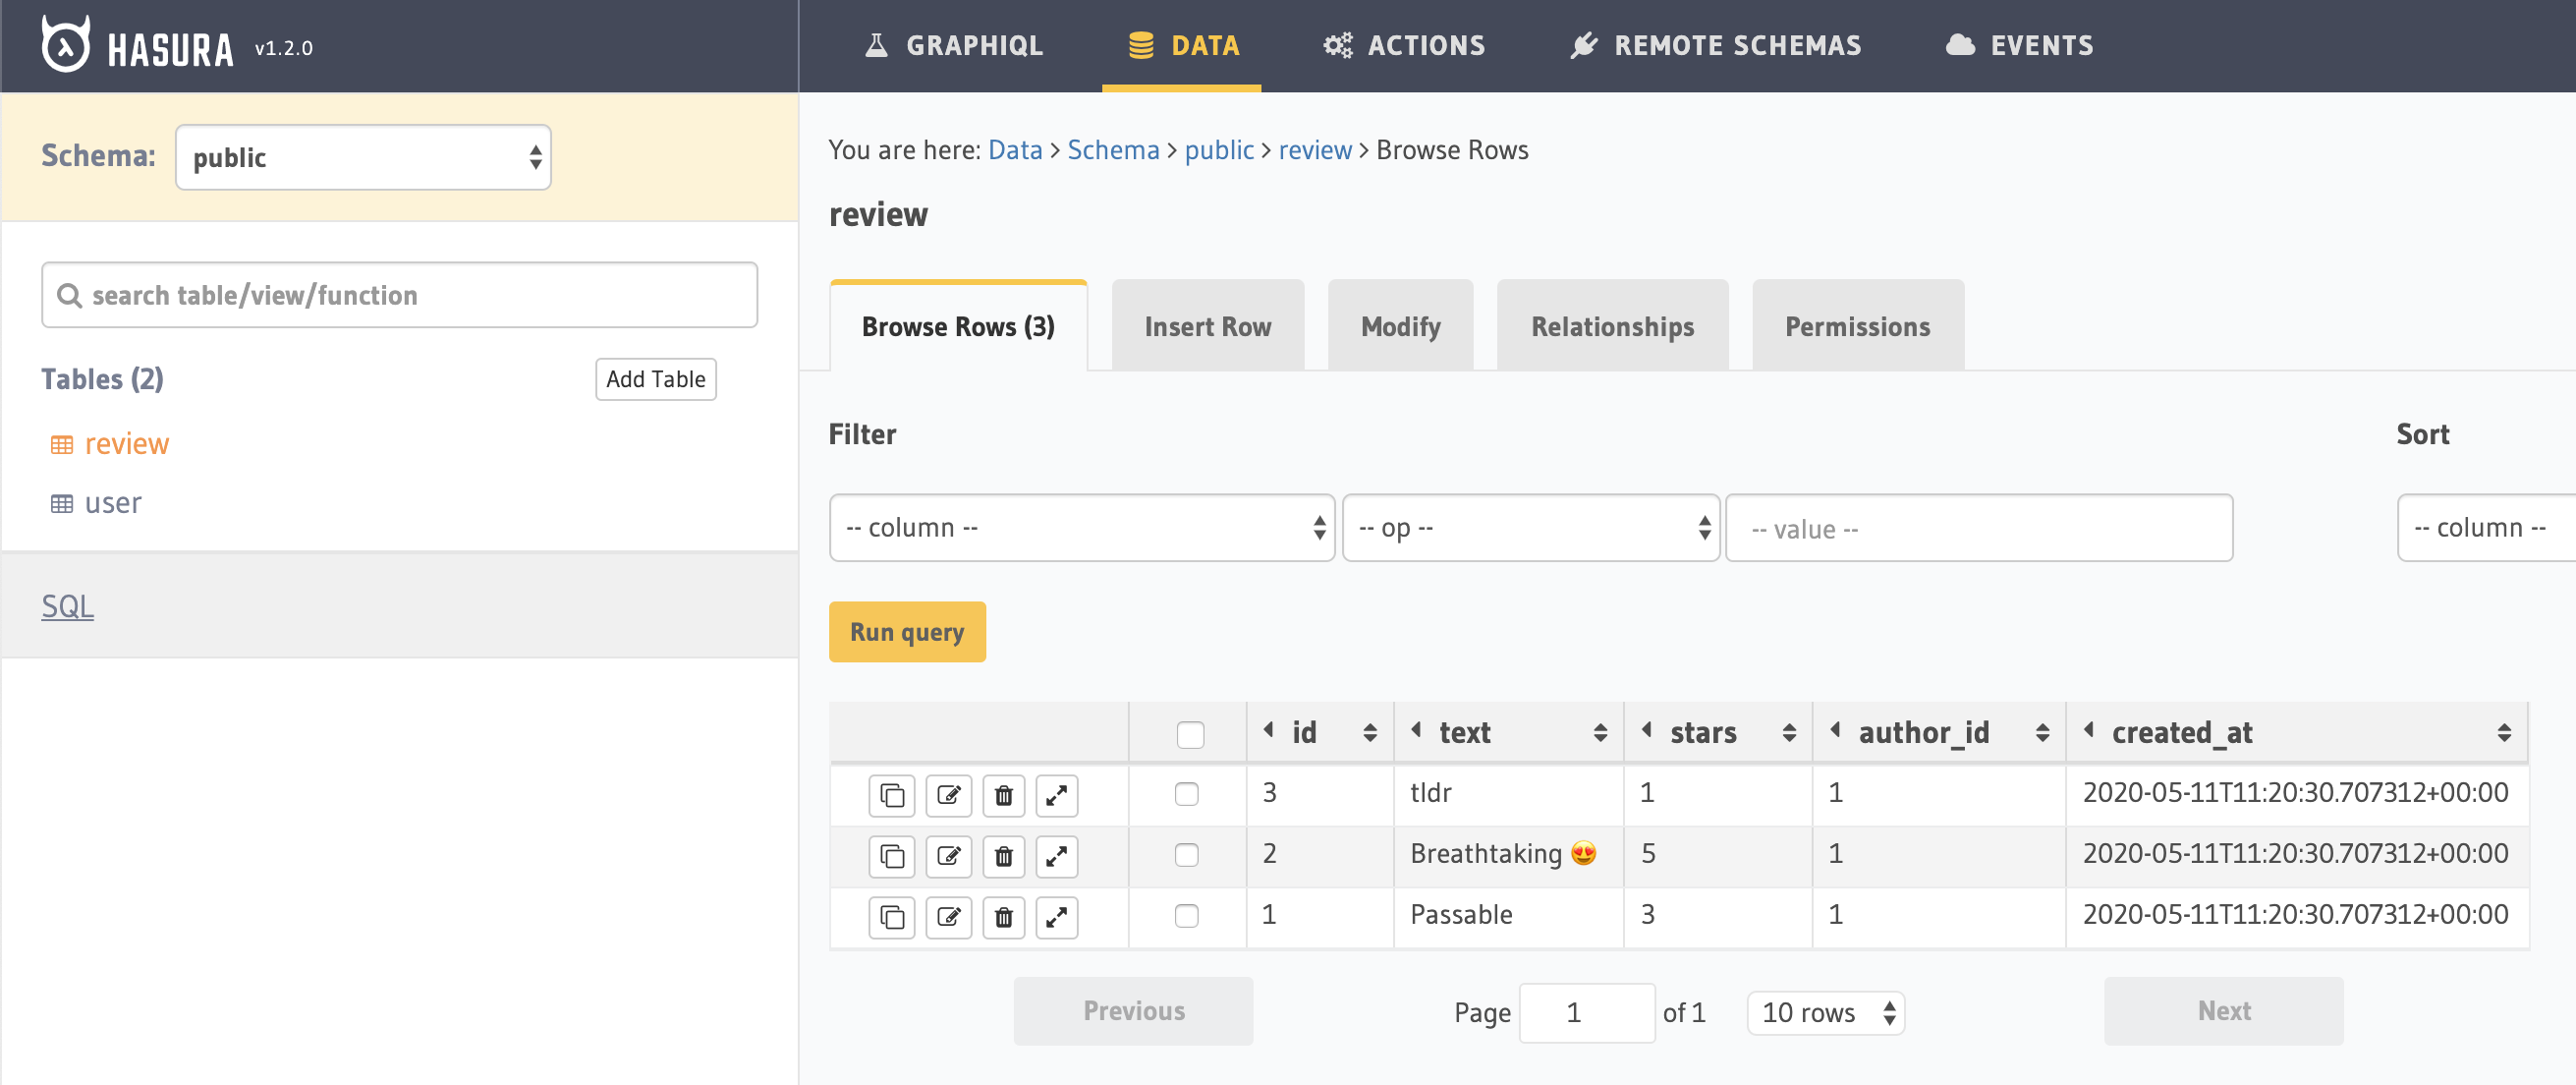 HASURA v1.2.0
GRAPHIQL DATA ACTIONS REMOTE SCHEMAS EVENTS
Schema: public
search table/view/function
Tables (2) Add Table
review
user
SQL
You are here: Data > Schema > public > review > Browse Rows
review
Browse Rows (3) Insert Row Modify Relationships Permissions
Filter Sort
-- column -- -- op -- -- value -- -- column --
Run query
id text stars author_id created_at
3 tldr 1 1 2020-05-11T11:20:30.707312+00:00
2 Breathtaking 😍 5 1 2020-05-11T11:20:30.707312+00:00
1 Passable 3 1 2020-05-11T11:20:30.707312+00:00
Previous Page 1 of 1 10 rows Next